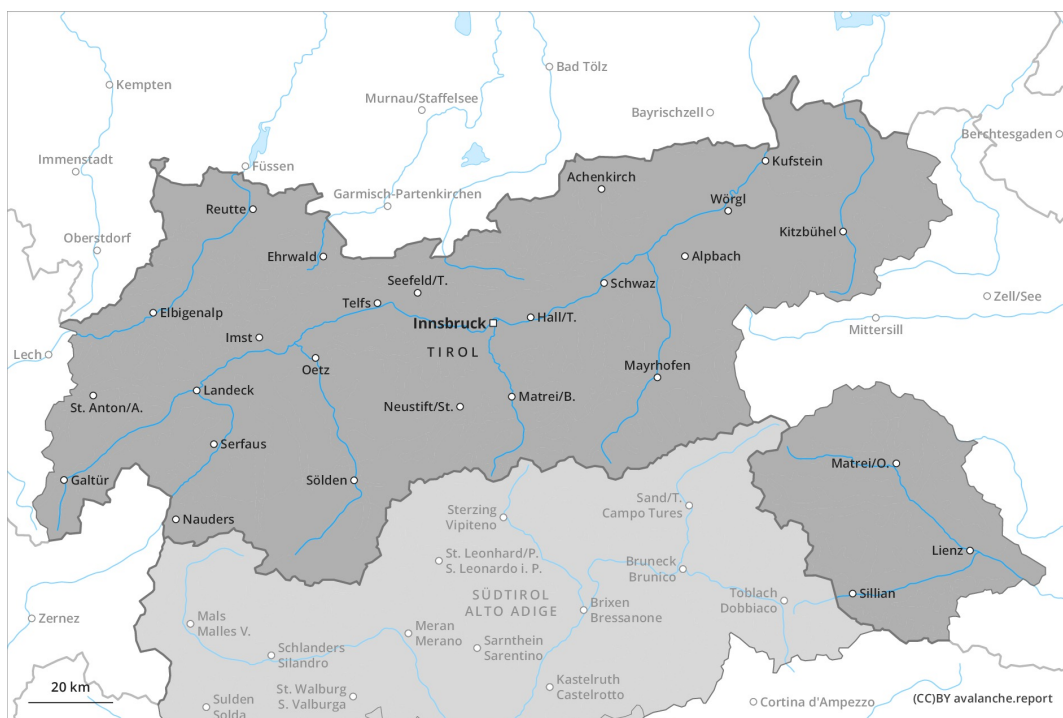 Kempten
Bad Tölz
Murnau/Staffelsee
Bayrischzell
Berchtesgaden
Immenstadt
Füssen
Kufstein
Achenkirch
Garmisch-Partenkirchen
Wörgl
Reutte
Kitzbühel
Oberstdorf
Ehrwald
Alpbach
Seefeld/T.
Schwaz
Zell/See
Telfs
Elbigenalp
Innsbruck
Hall/T.
Mittersill
Imst
TIROL
Lech
Oetz
Mayrhofen
Landeck
Matrei/B.
St. Anton/A.
Neustift/St.
Serfaus
Matrei/O.
Galtür
Sölden
Sand/T.
Campo Tures
Sterzing
Vipiteno
Nauders
Lienz
St. Leonhard/P.
S. Leonardo i. P.
Bruneck
Brunico
SÜDTIROL
ALTO ADIGE
Toblach
Dobbiaco
Sillian
Brixen
Bressanone
Zernez
Mals
Malles V.
Meran
Merano
Sarnthein
Sarentino
Schlanders
Silandro
Kastelruth
Castelrotto
20 km
St. Walburg
S. Valburga
Sulden
Solda
Cortina d'Ampezzo
(CC)BY avalanche.report